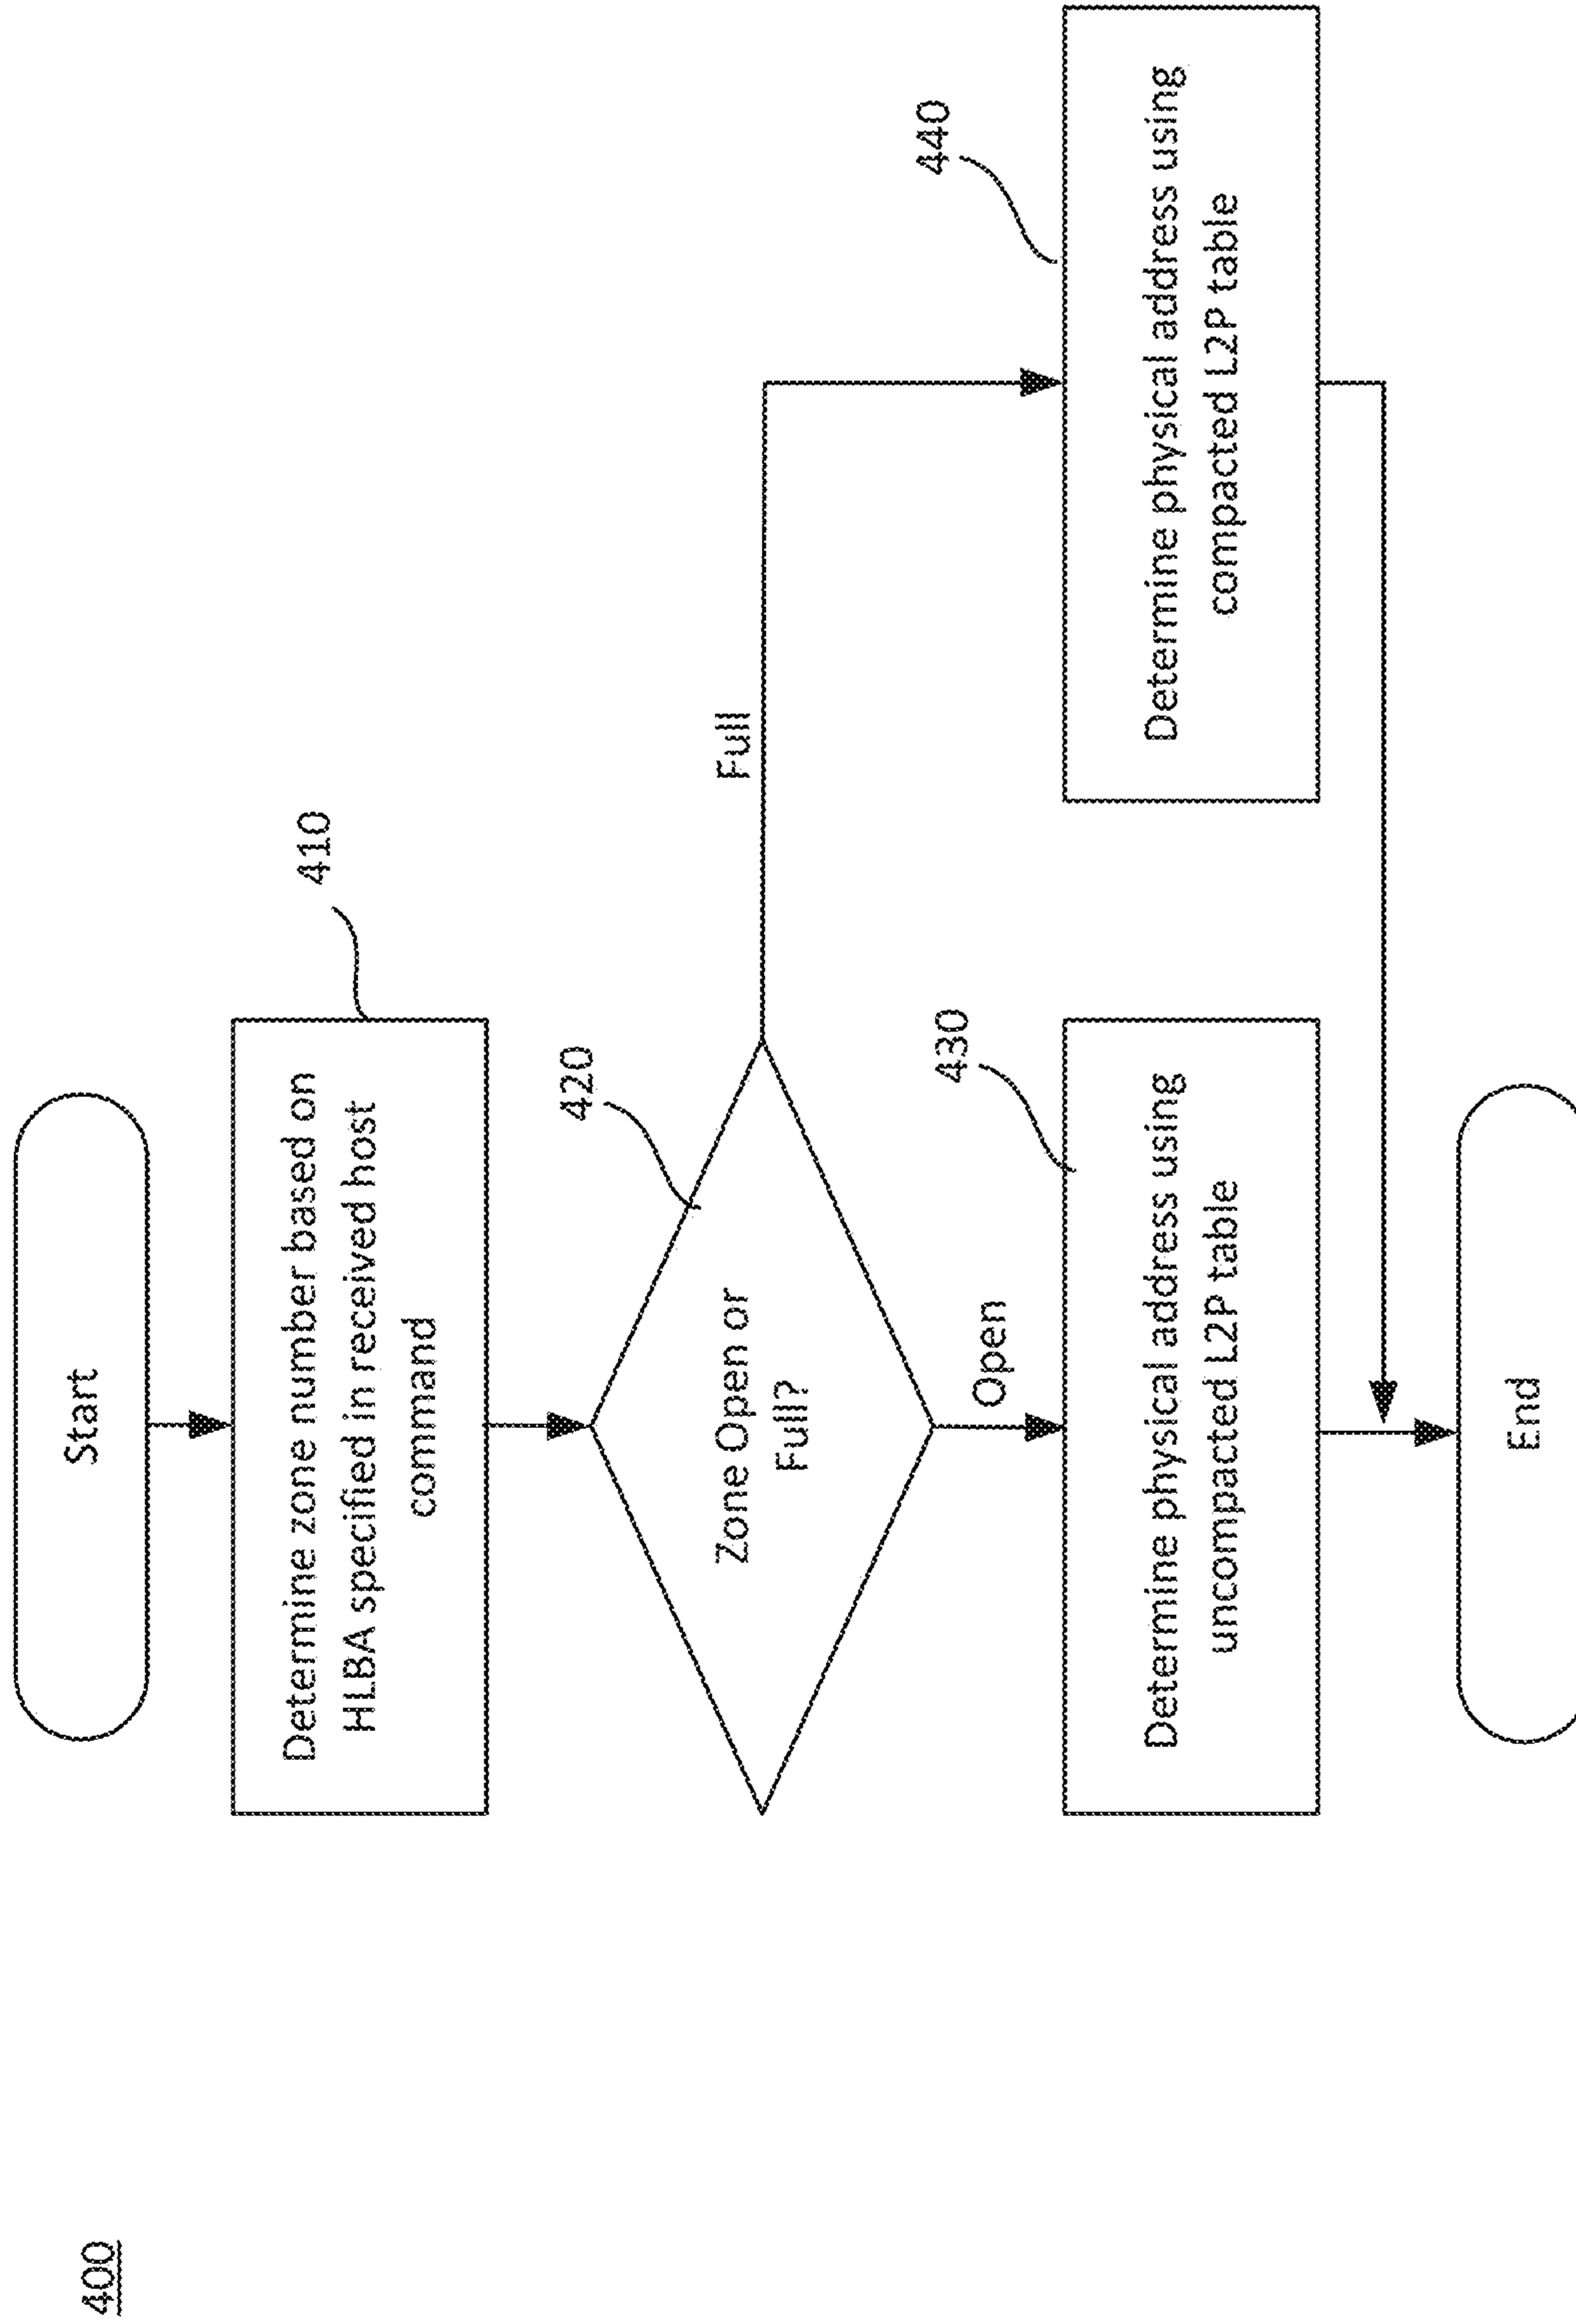 400
Start
Determine zone number based on
HLBA specified in received host
command
410
Zone Open or
Full?
420
Full
Open
Determine physical address using
uncompacted L2P table
430
Determine physical address using
compacted L2P table
440
End